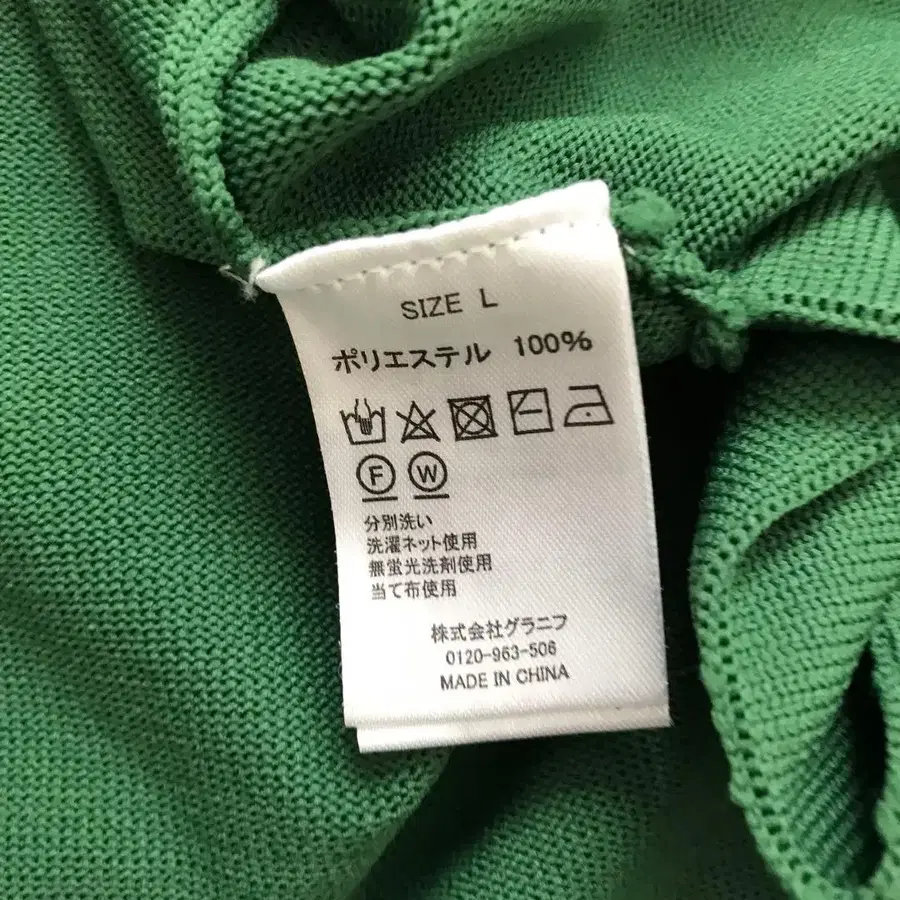 SIZE L
ポリエステル 100%
F W
分別洗い
洗濯ネット使用
無蛍光洗剤使用
当て布使用
株式会社グラニフ
0120-963-506
MADE IN CHINA